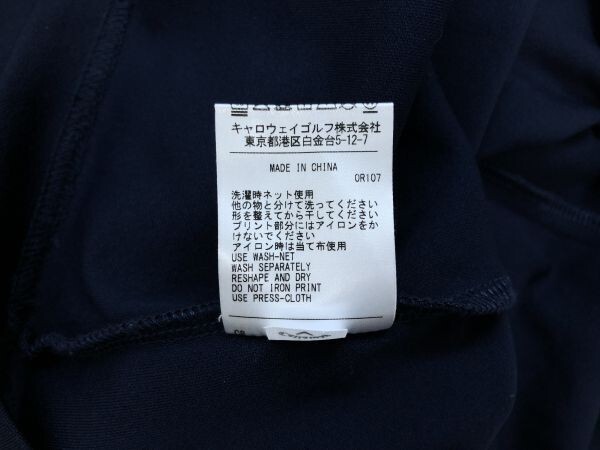 キャロウェイゴルフ株式会社
東京都港区白金台5-12-7
MADE IN CHINA
0R107
洗濯時ネット使用
他の物と分けて洗ってください
形を整えてから干してください
プリント部分にはアイロンをか
けないでください
アイロン時は当て布使用
USE WASH-NET
WASH SEPARATELY
RESHAPE AND DRY
DO NOT IRON PRINT
USE PRESS-CLOTH